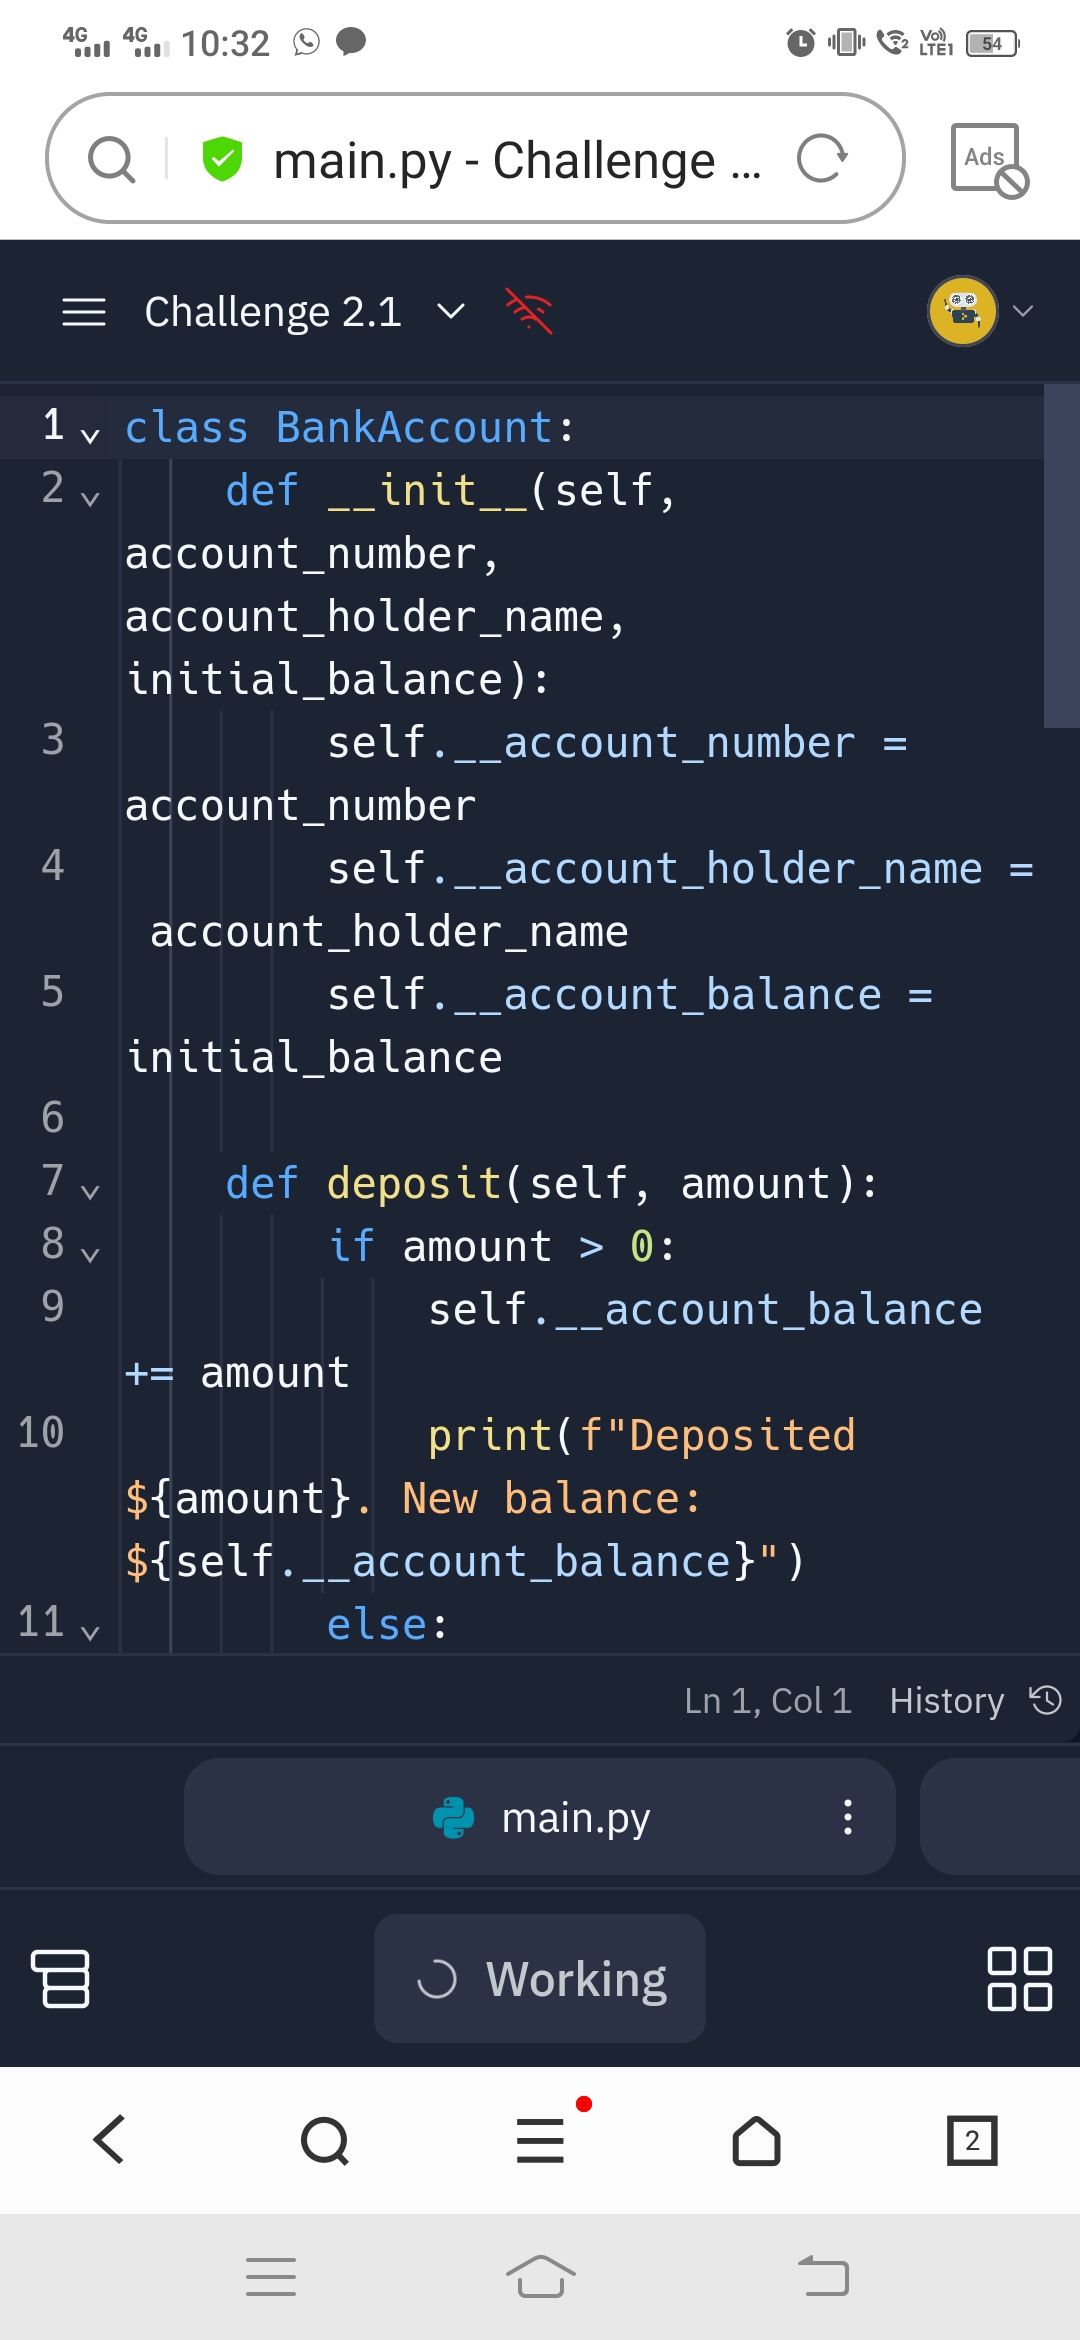 4G 4G 10:32 2 Vo) LTE1 54
main.py - Challenge ... Ads
Challenge 2.1
1 class BankAccount:
2 def __init__(self,
account_number,
account_holder_name,
initial_balance):
3 self.__account_number =
account_number
4 self.__account_holder_name =
account_holder_name
5 self.__account_balance =
initial_balance
6
7 def deposit(self, amount):
8 if amount > 0:
9 self.__account_balance
+= amount
10 print(f"Deposited
${amount}. New balance:
${self.__account_balance}")
11 else:
Ln 1, Col 1 History
main.py
Working
2